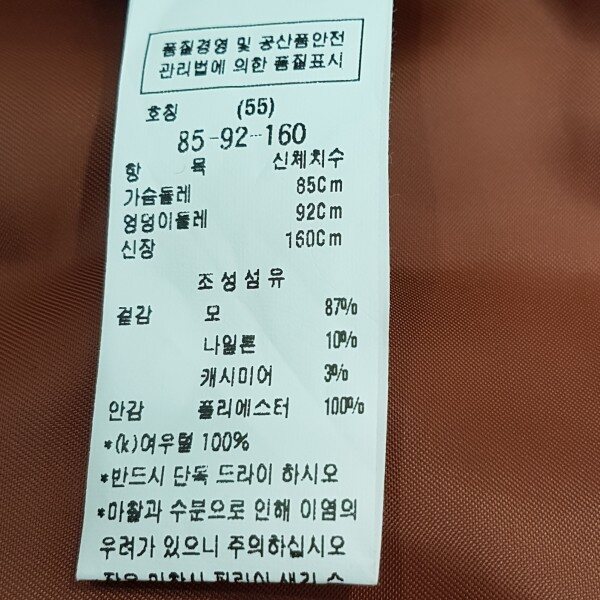 품질경영 및 공산품안전
관리법에 의한 품질표시
호칭 (55)
85-92-160
항 목 신체치수
가슴둘레 85Cm
엉덩이둘레 92Cm
신장 160Cm
조성섬유
겉감 모 87%
나일론 10%
캐시미어 3%
안감 폴리에스터 100%
*(k)여우털 100%
*반드시 단독 드라이 하시오
*마찰과 수분으로 인해 이염의
우려가 있으니 주의하십시오